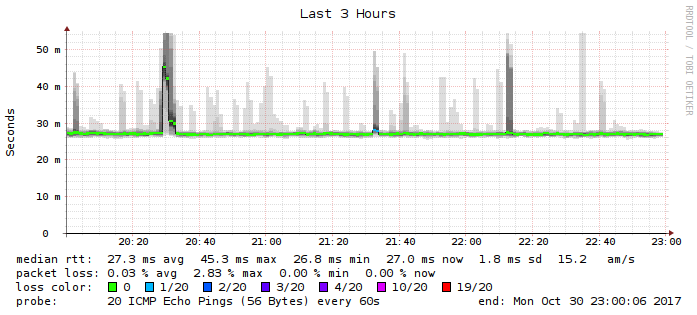 Last 3 Hours
RRDTOOL / TOBI OETIKER
Seconds
50 m
40 m
30 m
20 m
10 m
0
20:20 20:40 21:00 21:20 21:40 22:00 22:20 22:40 23:00
median rtt: 27.3 ms avg 45.3 ms max 26.8 ms min 27.0 ms now 1.8 ms sd 15.2 am/s
packet loss: 0.03 % avg 2.83 % max 0.00 % min 0.00 % now
loss color: 0 1/20 2/20 3/20 4/20 10/20 19/20
probe: 20 ICMP Echo Pings (56 Bytes) every 60s end: Mon Oct 30 23:00:06 2017